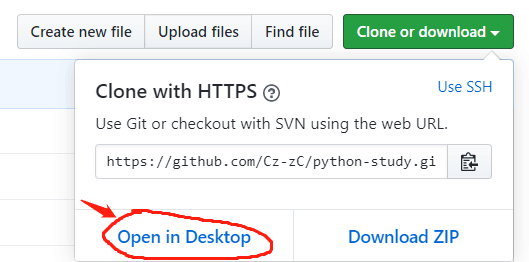 Create new file Upload files Find file Clone or download
Clone with HTTPS ?
Use SSH
Use Git or checkout with SVN using the web URL.
https://github.com/Cz-zC/python-study.gi
Open in Desktop Download ZIP